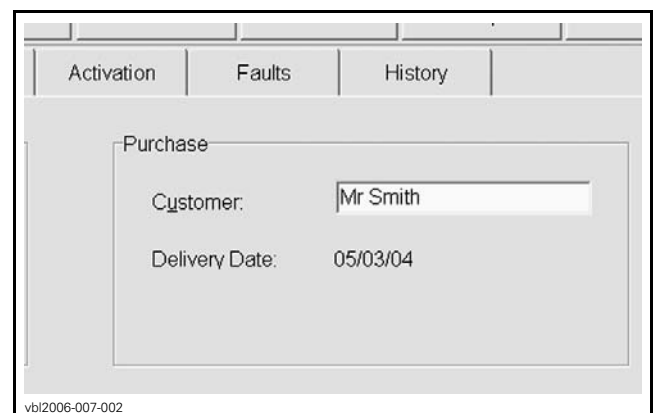 Activation Faults History
Purchase
Customer: Mr Smith
Delivery Date: 05/03/04
vbl2006-007-002